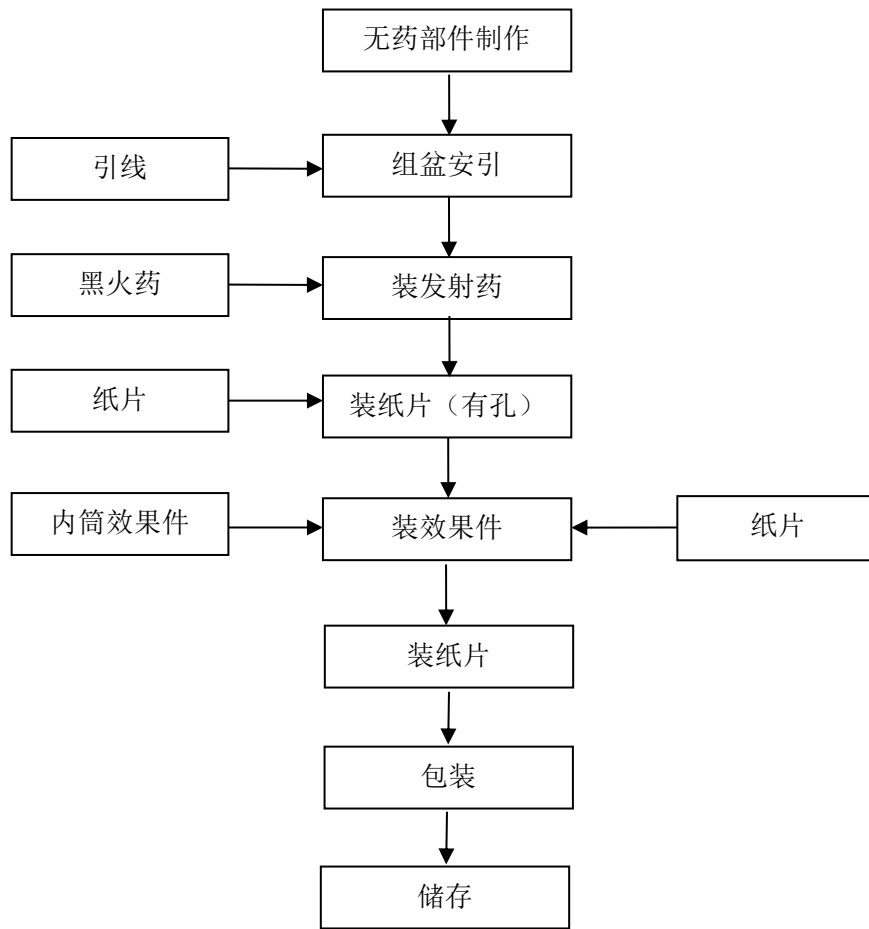 无药部件制作
引线
组盆安引
黑火药
装发射药
纸片
装纸片（有孔）
内筒效果件
装效果件
纸片
装纸片
包装
储存